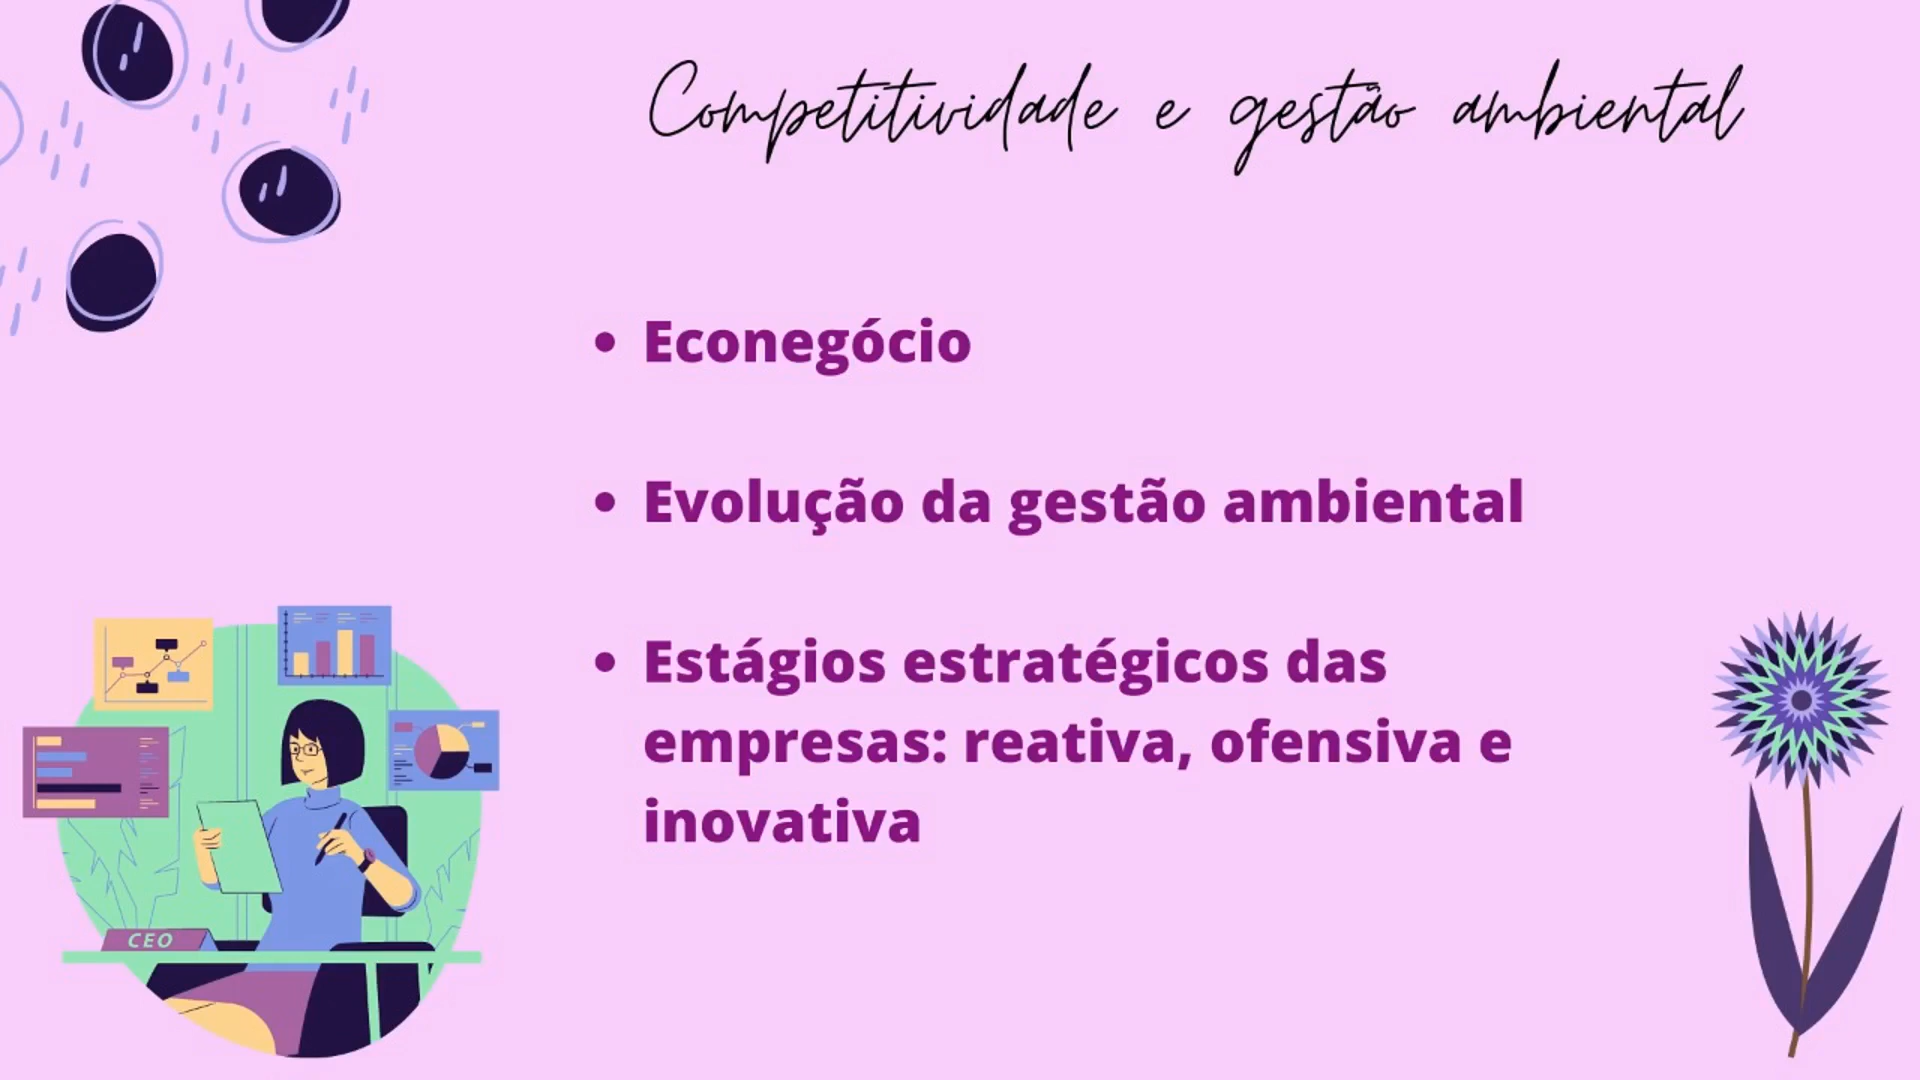 Competitividade e gestão ambiental
• Econegócio
• Evolução da gestão ambiental
• Estágios estratégicos das
empresas: reativa, ofensiva e
inovativa
CEO